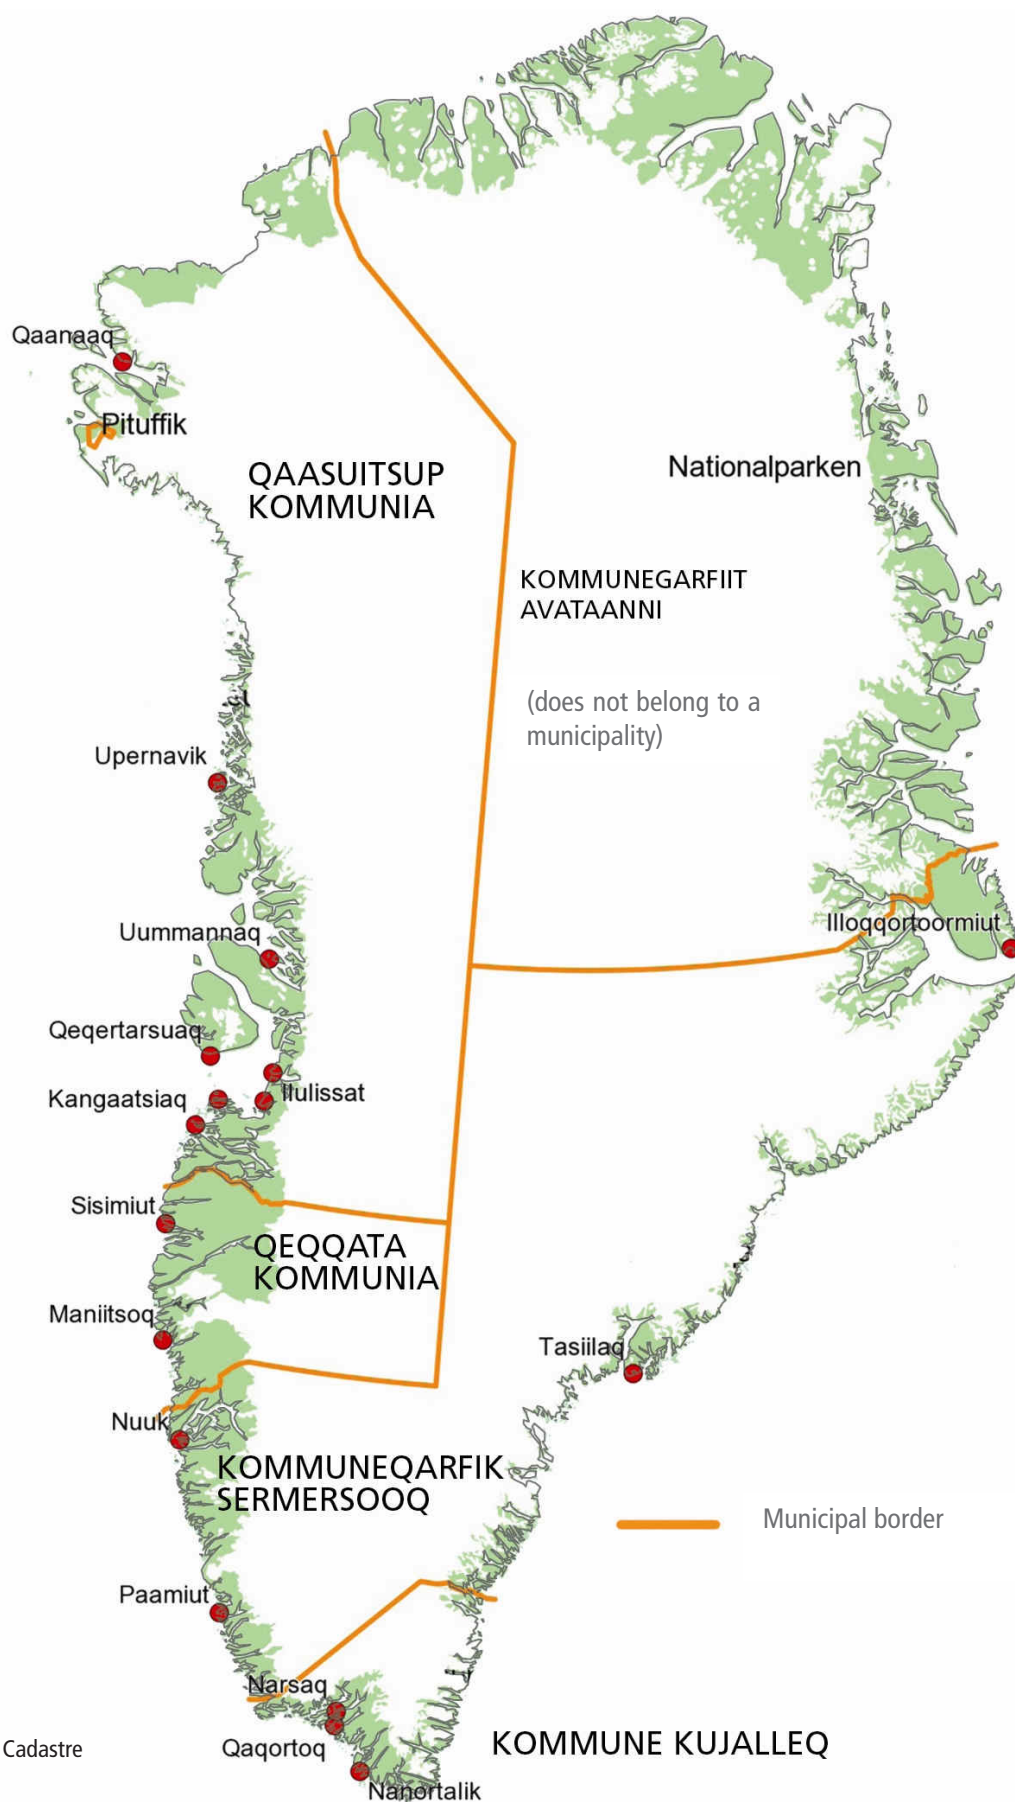 Qaanaaq
Pituffik
QAASUITSUP
KOMMUNIA
Nationalparken
KOMMUNEGARFIIT
AVATAANNI
(does not belong to a
municipality)
Upernavik
Illoqqortoormiut
Uummannaq
Qeqertarsuaq
Kangaatsiaq
Ilulissat
Sisimiut
QEQQATA
KOMMUNIA
Maniitsoq
Tasiilaq
Nuuk
KOMMUNEQARFIK
SERMERSOOQ
Municipal border
Paamiut
Narsaq
KOMMUNE KUJALLEQ
Cadastre
Qaqortoq
Nanortalik